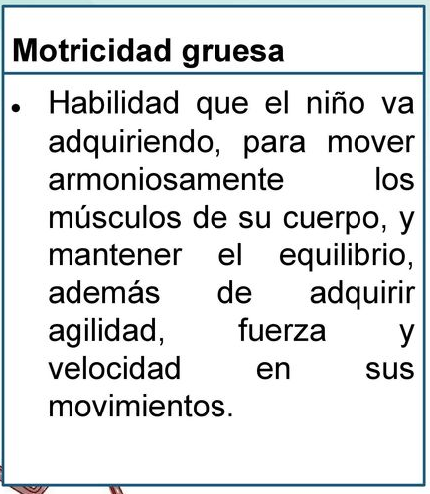 Motricidad gruesa
• Habilidad que el niño va
adquiriendo, para mover
armoniosamente los
músculos de su cuerpo, y
mantener el equilibrio,
además de adquirir
agilidad, fuerza y
velocidad en sus
movimientos.